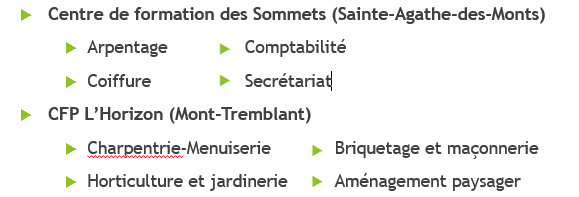 Centre de formation des Sommets (Sainte-Agathe-des-Monts)
Arpentage Comptabilité
Coiffure Secrétariat
CFP L'Horizon (Mont-Tremblant)
Charpentrie-Menuiserie Briquetage et maçonnerie
Horticulture et jardinerie Aménagement paysager